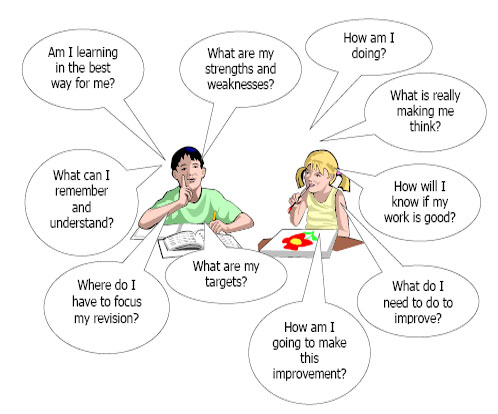 Am I learning
in the best
way for me?
What are my
strengths and
weaknesses?
How am I
doing?
What is really
making me
think?
What can I
remember
and
understand?
How will I
know if my
work is good?
Where do I
have to focus
my revision?
What are my
targets?
What do I
need to do to
improve?
How am I
going to make
this
improvement?